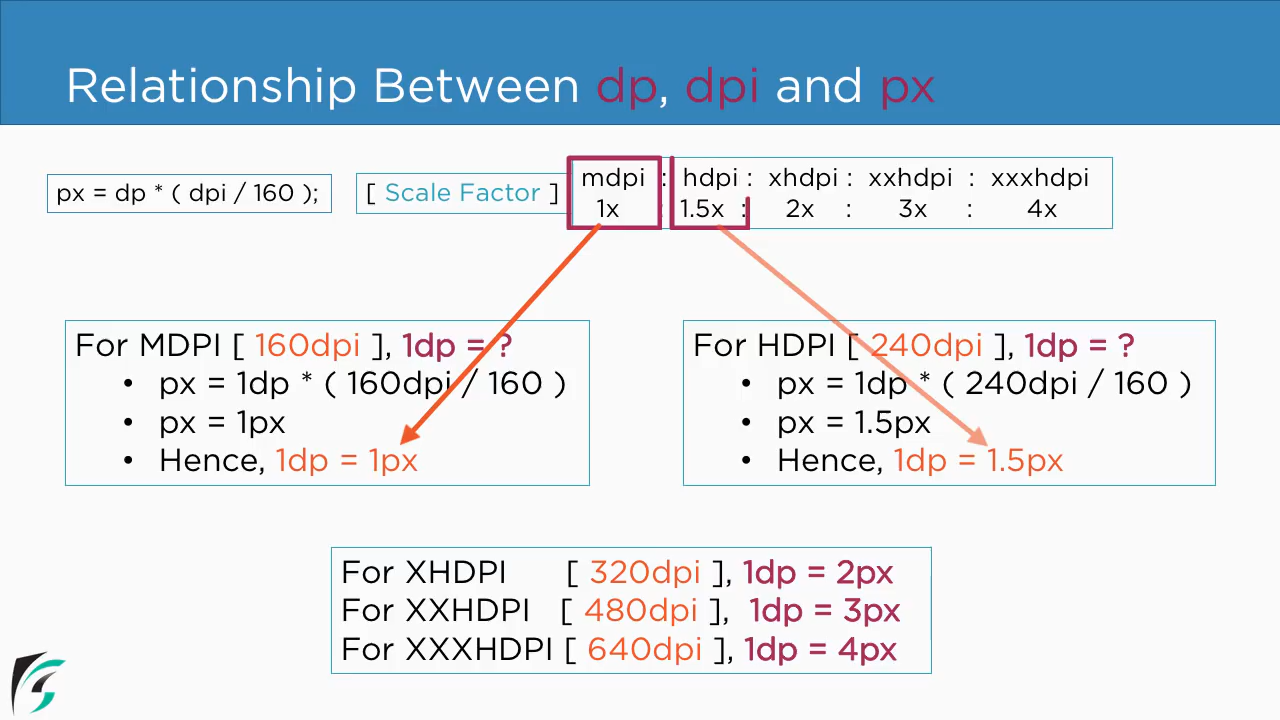 Relationship Between dp, dpi and px
px = dp * ( dpi / 160 );
[ Scale Factor ]
mdpi : hdpi : xhdpi : xxhdpi : xxxhdpi
1x : 1.5x : 2x : 3x : 4x
For MDPI [ 160dpi ], 1dp = ?
• px = 1dp * ( 160dpi / 160 )
• px = 1px
• Hence, 1dp = 1px
For HDPI [ 240dpi ], 1dp = ?
• px = 1dp * ( 240dpi / 160 )
• px = 1.5px
• Hence, 1dp = 1.5px
For XHDPI [ 320dpi ], 1dp = 2px
For XXHDPI [ 480dpi ], 1dp = 3px
For XXXHDPI [ 640dpi ], 1dp = 4px